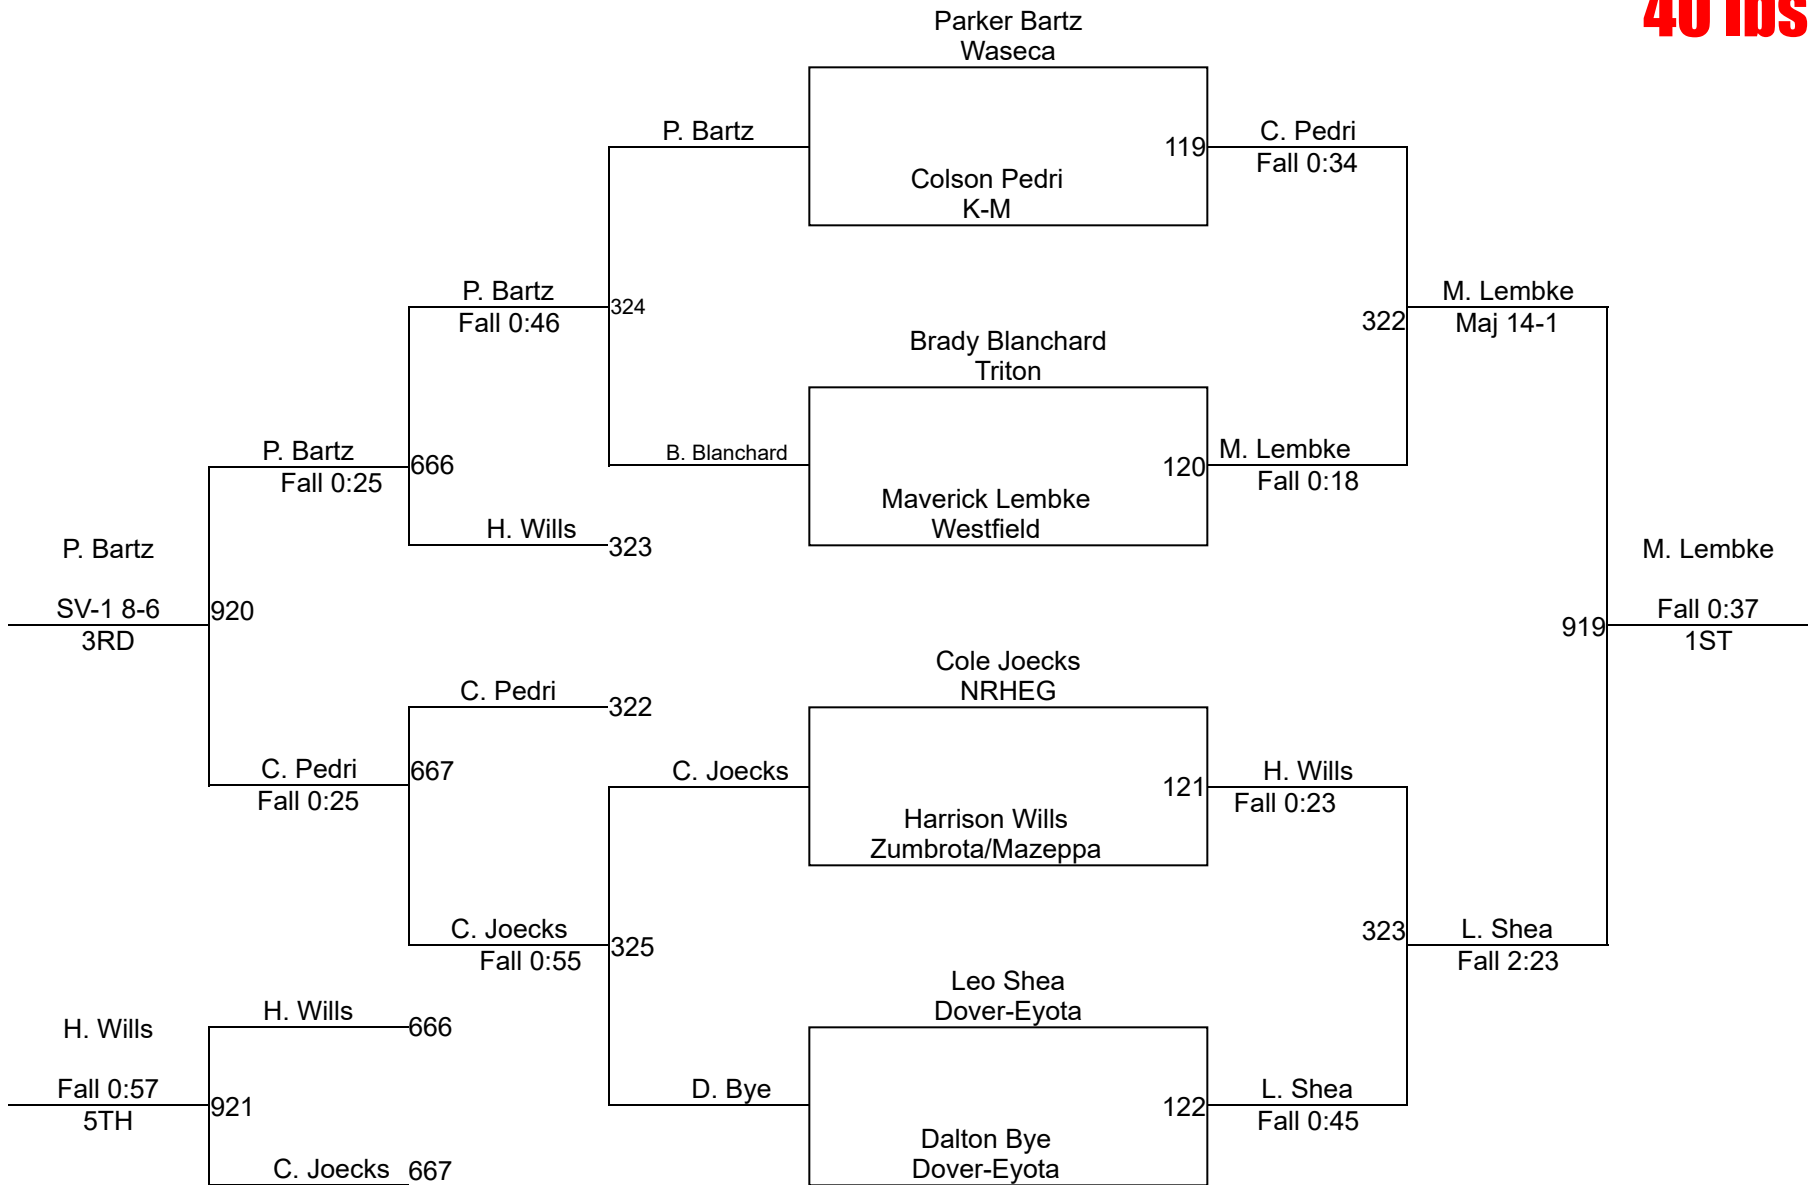 40 lbs
Parker Bartz
Waseca
P. Bartz
119
C. Pedri
Fall 0:34
Colson Pedri
K-M
P. Bartz
Fall 0:46
324
322
M. Lembke
Maj 14-1
Brady Blanchard
Triton
P. Bartz
Fall 0:25
666
B. Blanchard
120
M. Lembke
Fall 0:18
Maverick Lembke
Westfield
H. Wills
323
P. Bartz
SV-1 8-6
3RD
920
M. Lembke
919
Fall 0:37
1ST
Cole Joecks
NRHEG
C. Pedri
322
C. Pedri
Fall 0:25
667
C. Joecks
121
H. Wills
Fall 0:23
Harrison Wills
Zumbrota/Mazeppa
C. Joecks
Fall 0:55
325
323
L. Shea
Fall 2:23
Leo Shea
Dover-Eyota
H. Wills
H. Wills
666
Fall 0:57
5TH
921
D. Bye
122
L. Shea
Fall 0:45
Dalton Bye
Dover-Eyota
C. Joecks
667